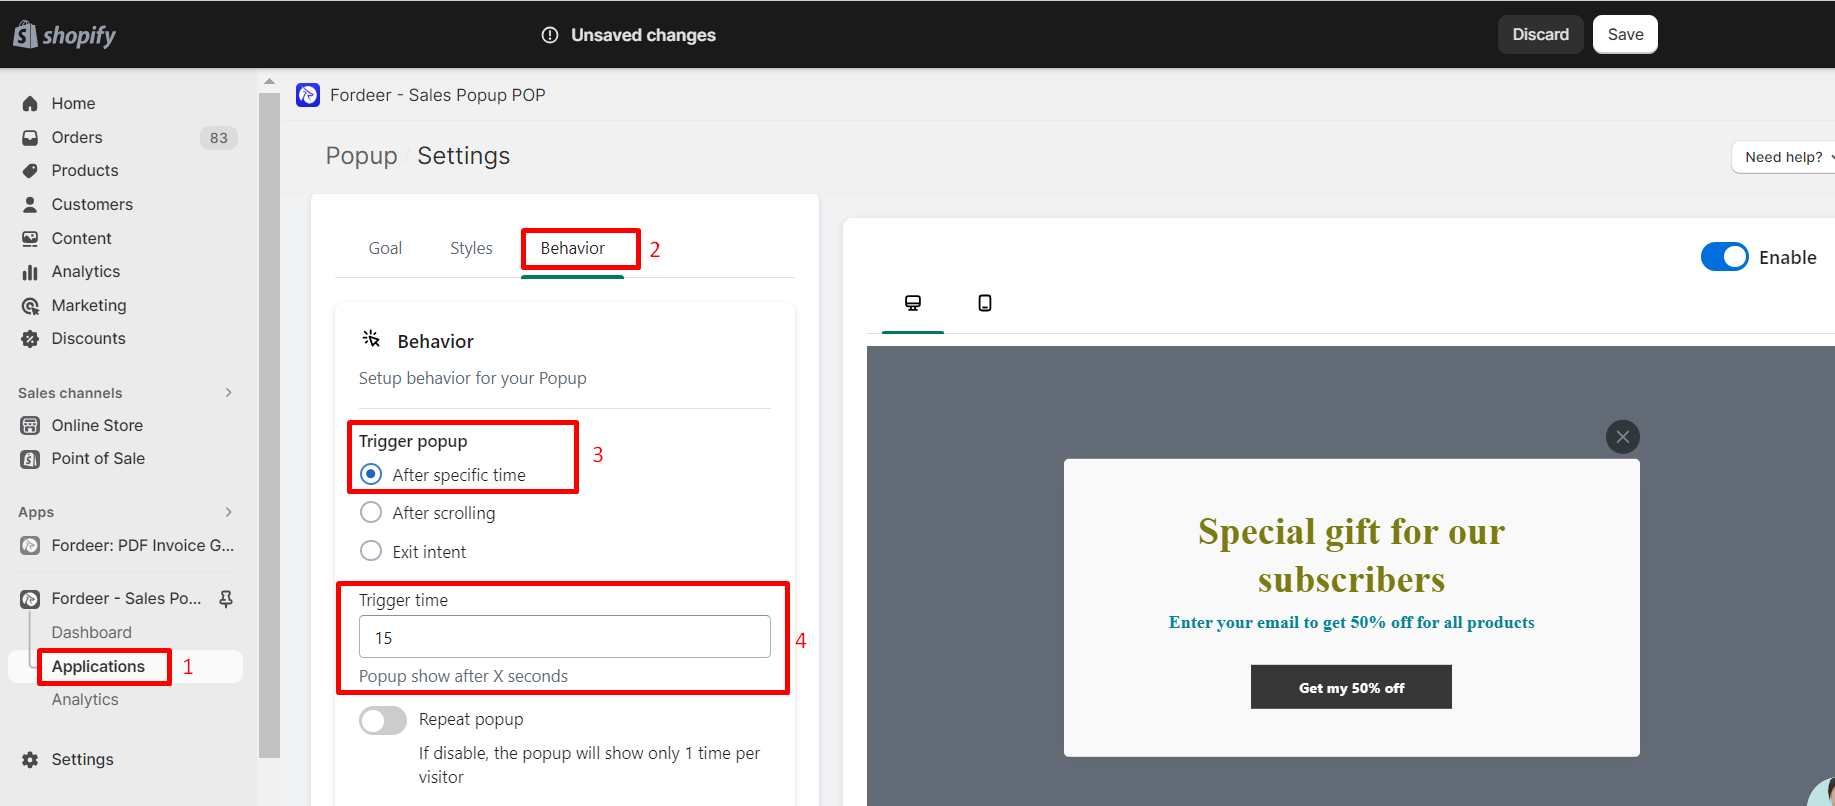 shopify
Unsaved changes
Discard
Save
Home
Orders
83
Products
Customers
Content
Analytics
Marketing
Discounts
Sales channels
Online Store
Point of Sale
Apps
Fordeer: PDF Invoice G...
Fordeer - Sales Po...
Dashboard
Applications
1
Analytics
Settings
Fordeer - Sales Popup POP
Popup / Settings
Need help?
Goal
Styles
Behavior
2
Behavior
Setup behavior for your Popup
Trigger popup
3
After specific time
After scrolling
Exit intent
Trigger time
15
4
Popup show after X seconds
Repeat popup
If disable, the popup will show only 1 time per
visitor
Enable
Special gift for our
subscribers
Enter your email to get 50% off for all products
Get my 50% off